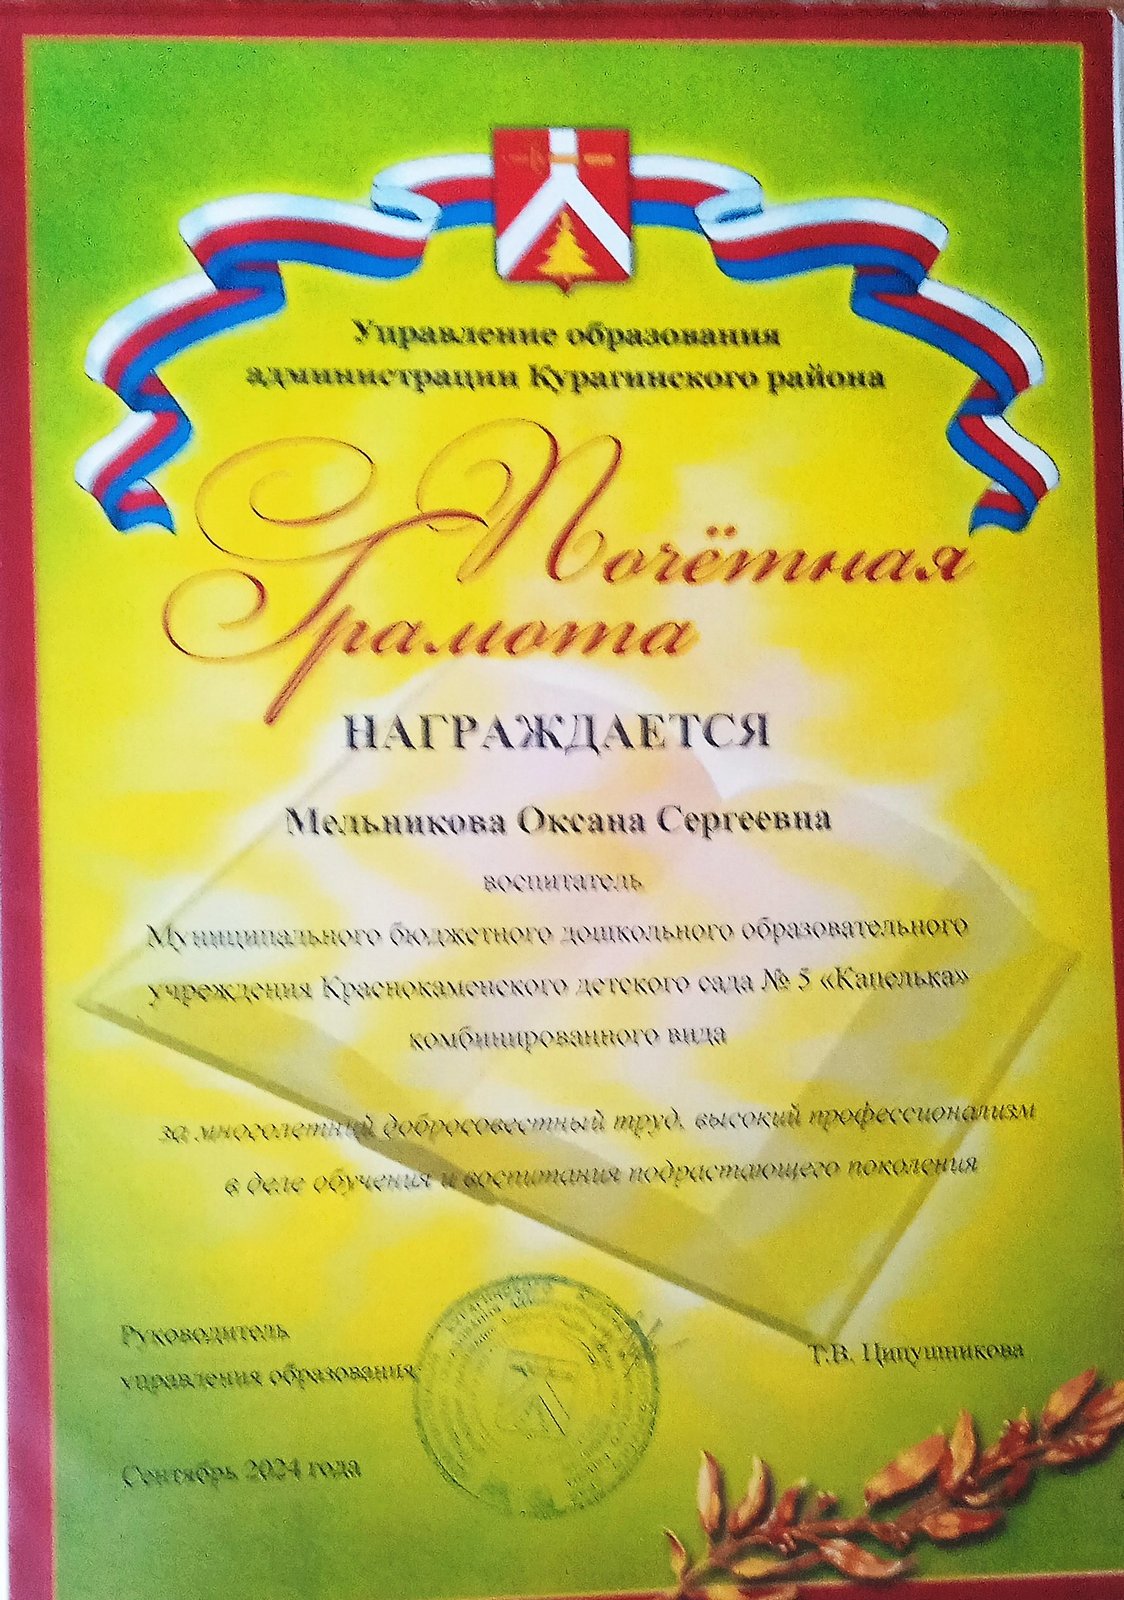 Управление образования
администрации Курагинского района
Почётная
Грамота
НАГРАЖДАЕТСЯ
Мельникова Оксана Сергеевна
воспитатель
Муниципального бюджетного дошкольного образовательного
учреждения Краснокаменского детского сада № 5 «Капелька»
комбинированного вида
за многолетний добросовестный труд, высокий профессионализм
в деле обучения и воспитания подрастающего поколения
Руководитель
управления образования
Т.В. Ципушникова
Сентябрь 2024 года